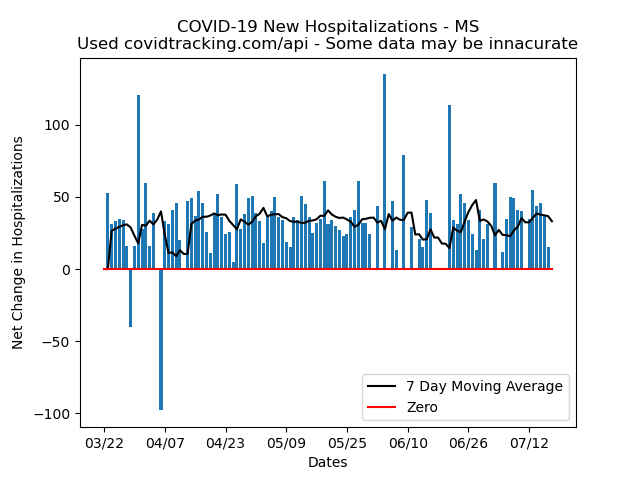 COVID-19 New Hospitalizations - MS
Used covidtracking.com/api - Some data may be innacurate
Net Change in Hospitalizations
100
50
0
−50
−100
7 Day Moving Average
Zero
03/22 04/07 04/23 05/09 05/25 06/10 06/26 07/12
Dates